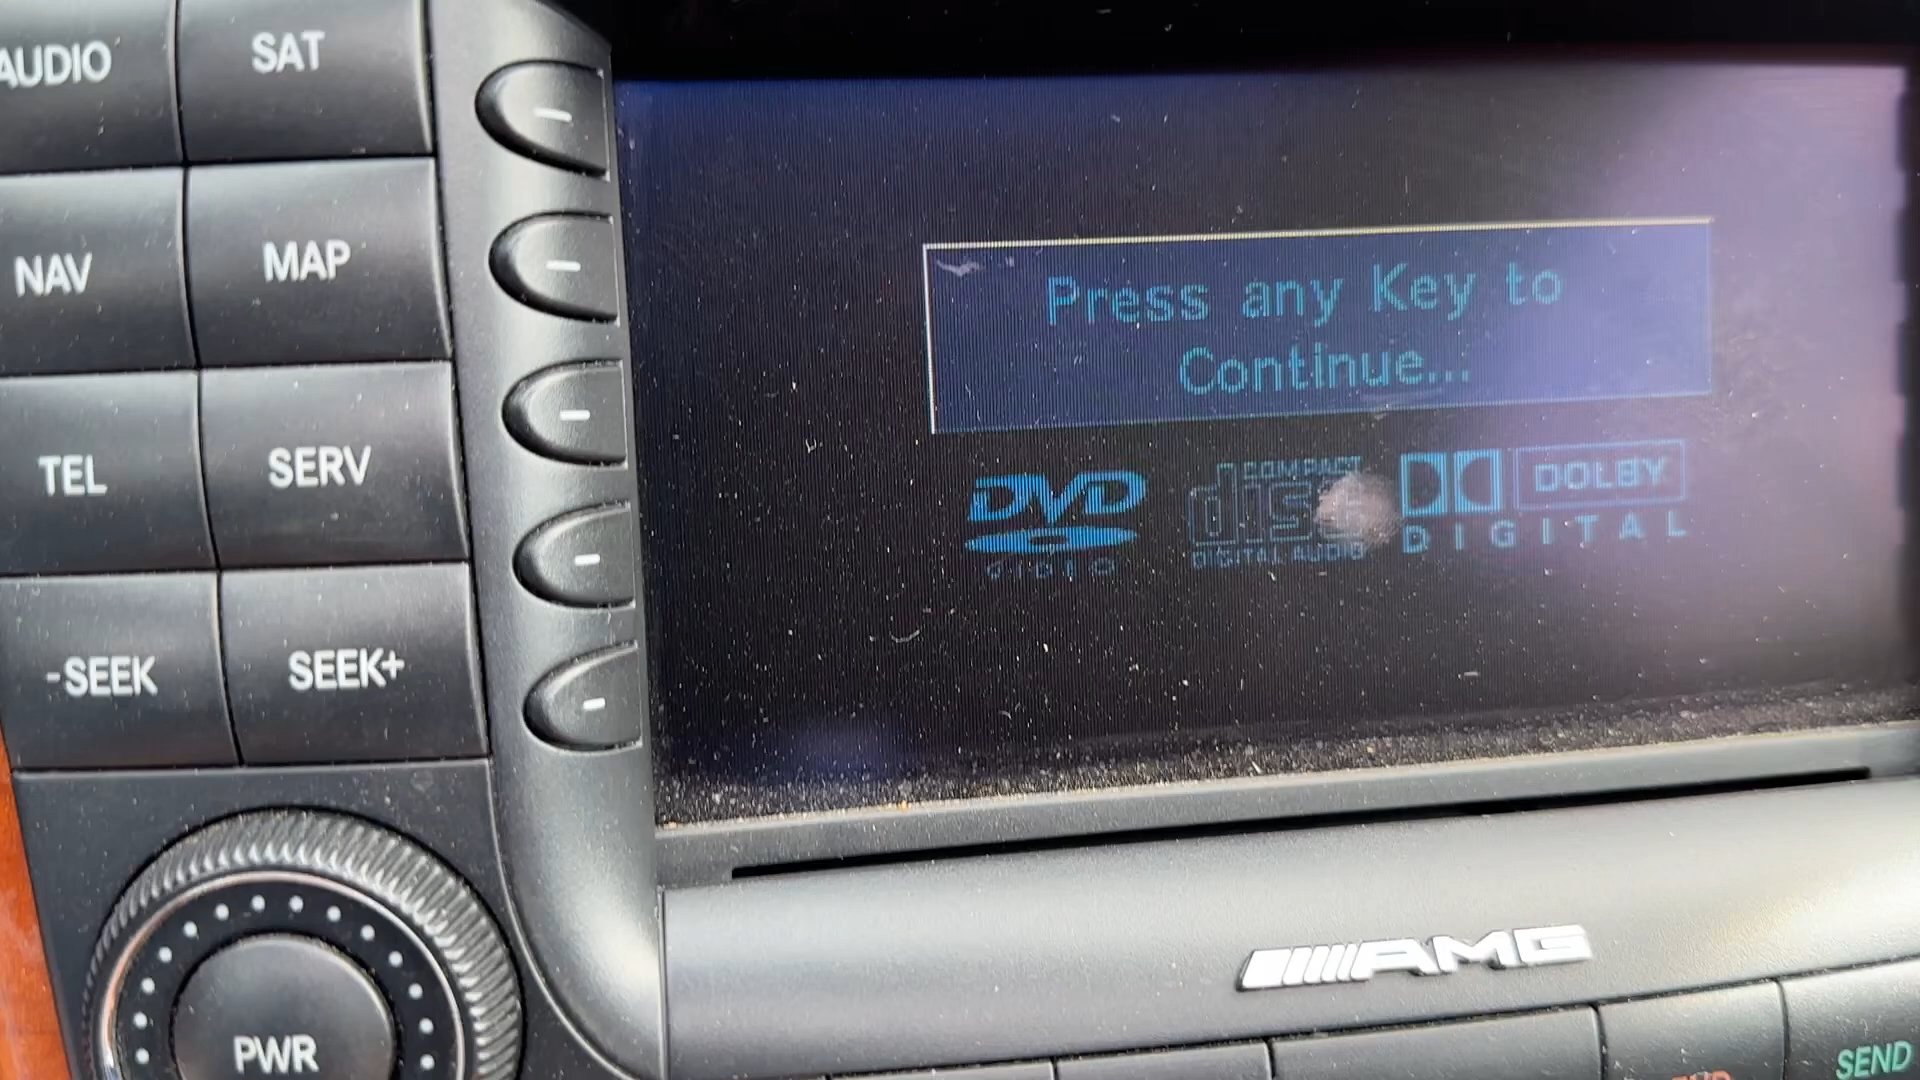 AUDIO
SAT
NAV
MAP
TEL
SERV
-SEEK
SEEK+
PWR
Press any Key to
Continue...
DVD
VIDEO
COMPACT
disc
DIGITAL AUDIO
DOLBY
DIGITAL
AMG
SEND